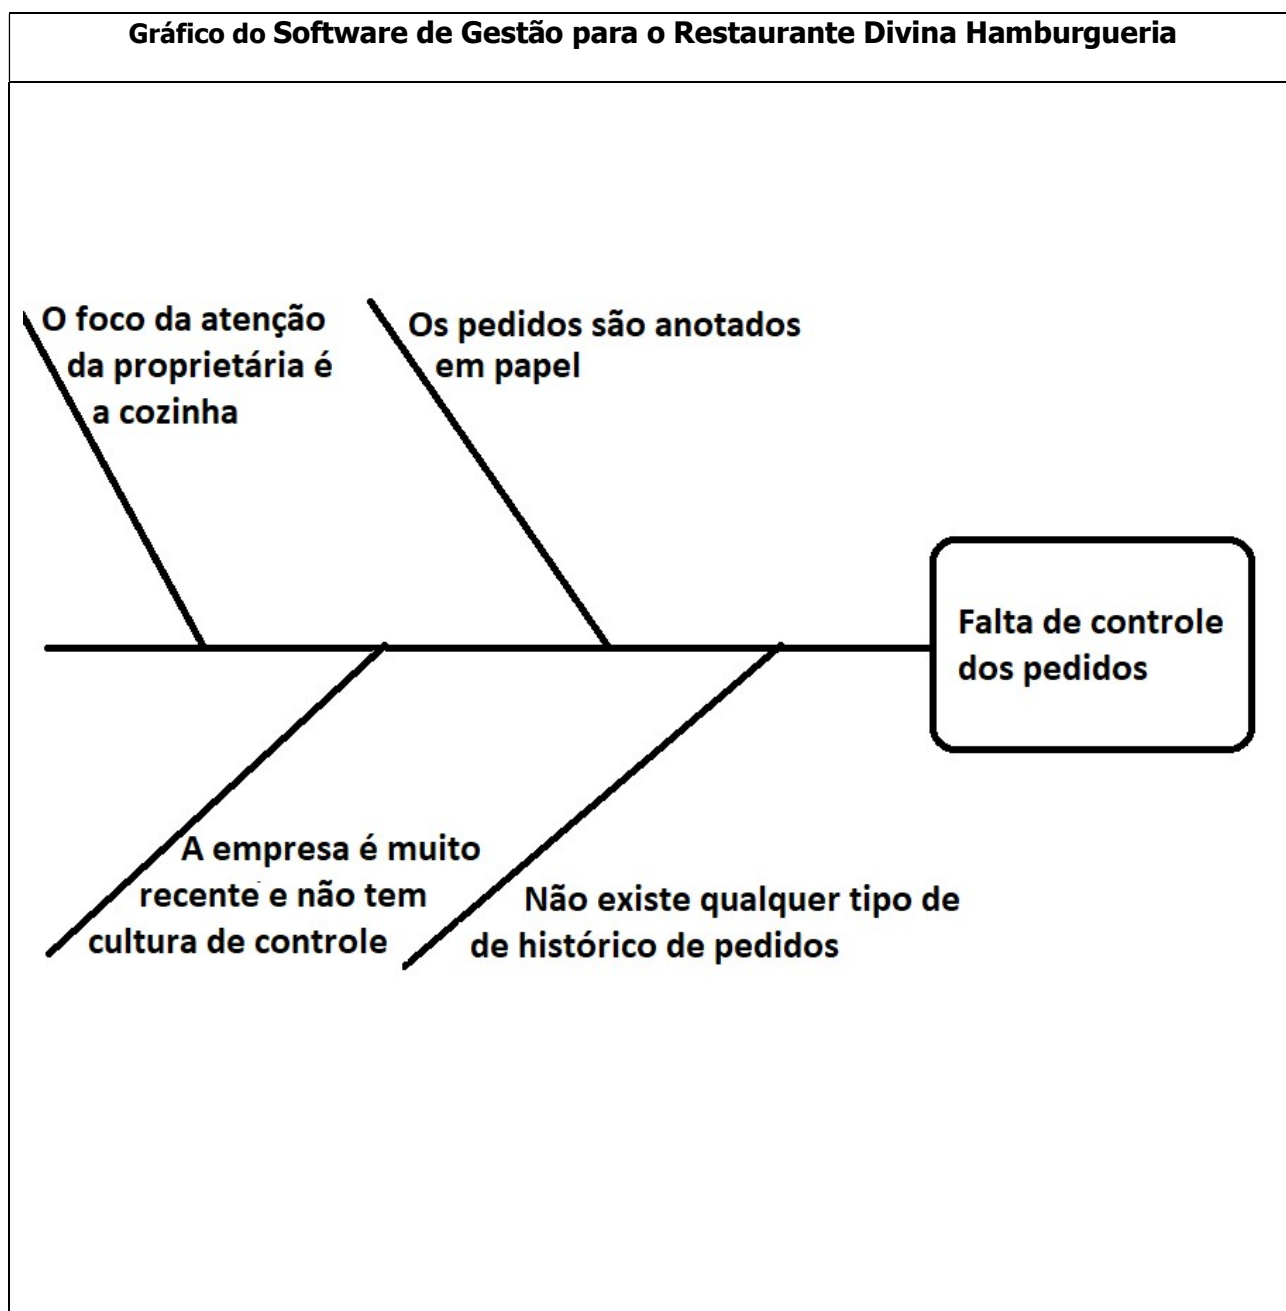 Gráfico do Software de Gestão para o Restaurante Divina Hamburgueria
O foco da atenção
da proprietária é
a cozinha
Os pedidos são anotados
em papel
Falta de controle
dos pedidos
A empresa é muito
recente e não tem
cultura de controle
Não existe qualquer tipo de
de histórico de pedidos